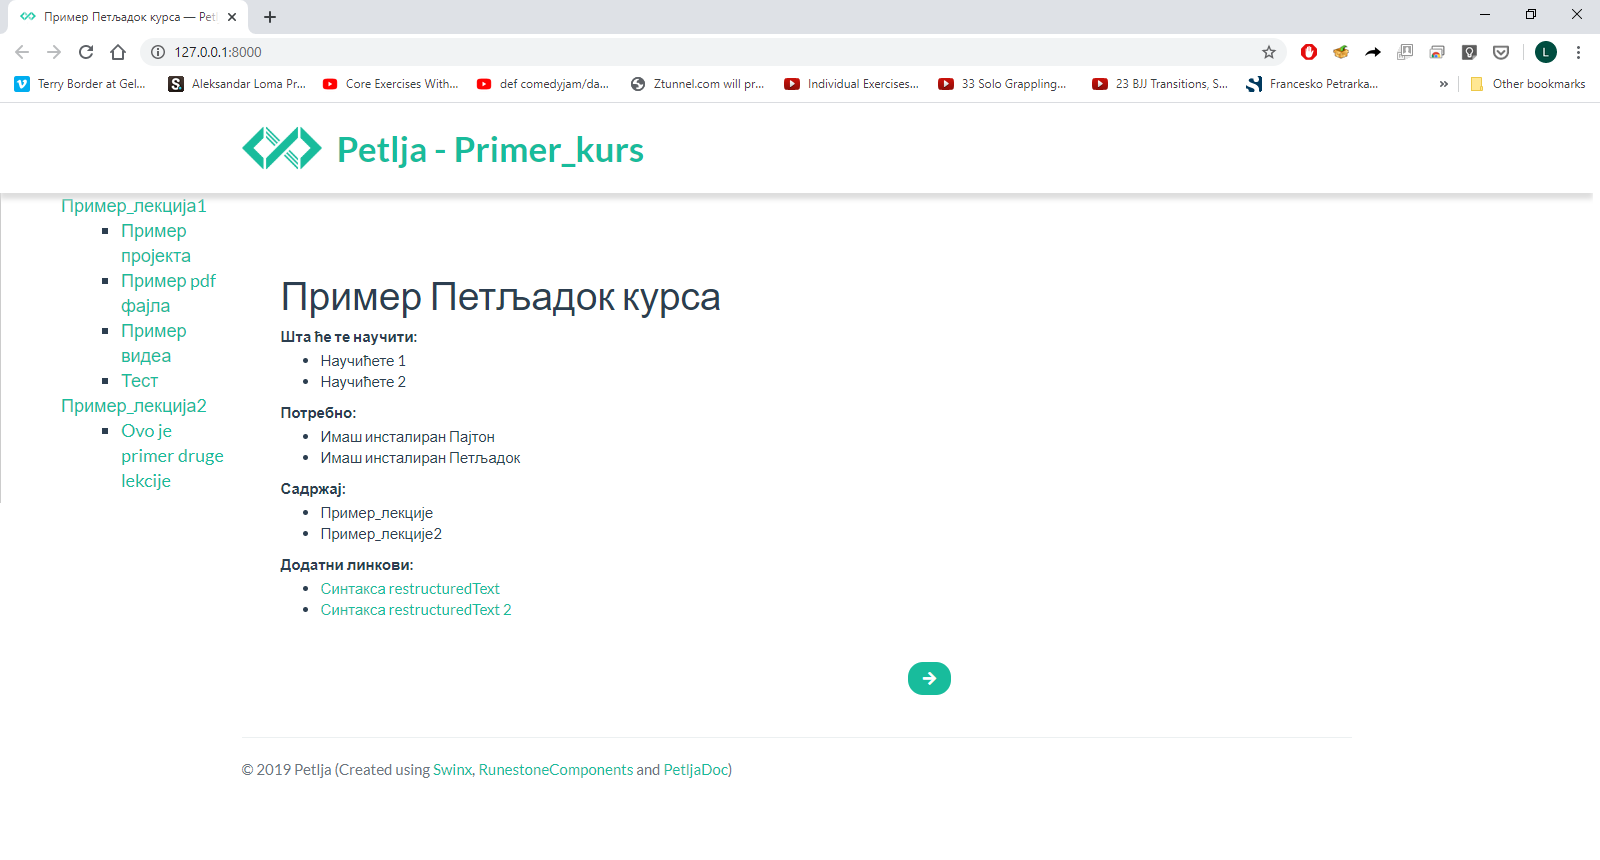 Пример Петљадок курса — Petl
127.0.0.1:8000
Terry Border at Gel...
Aleksandar Loma Pr...
Core Exercises With...
def comedyjam/da...
Ztunnel.com will pr...
Individual Exercises...
33 Solo Grappling...
23 BJJ Transitions, S...
Francesko Petrarka...
»
Other bookmarks
L
Petlja - Primer_kurs
Пример_лекција1
Пример
пројекта
Пример pdf
фајла
Пример
видеа
Тест
Пример_лекција2
Ovo je
primer druge
lekcije
Пример Петљадок курса
Шта ће те научити:
Научићете 1
Научићете 2
Потребно:
Имаш инсталиран Пајтон
Имаш инсталиран Петљадок
Садржај:
Пример_лекције
Пример_лекције2
Додатни линкови:
Синтакса restructuredText
Синтакса restructuredText 2
© 2019 Petlja (Created using Swinx, RunestoneComponents and PetljaDoc)